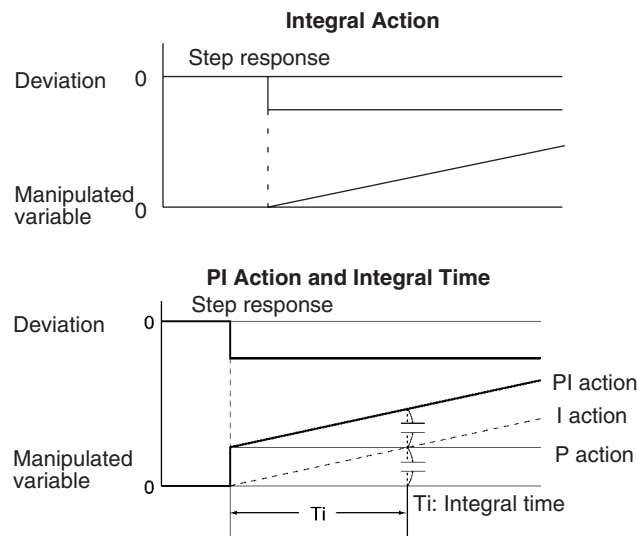 Integral Action
Step response
Deviation 0
Manipulated
variable 0
PI Action and Integral Time
Step response
Deviation 0
PI action
I action
P action
Manipulated
variable 0
Ti
Ti: Integral time